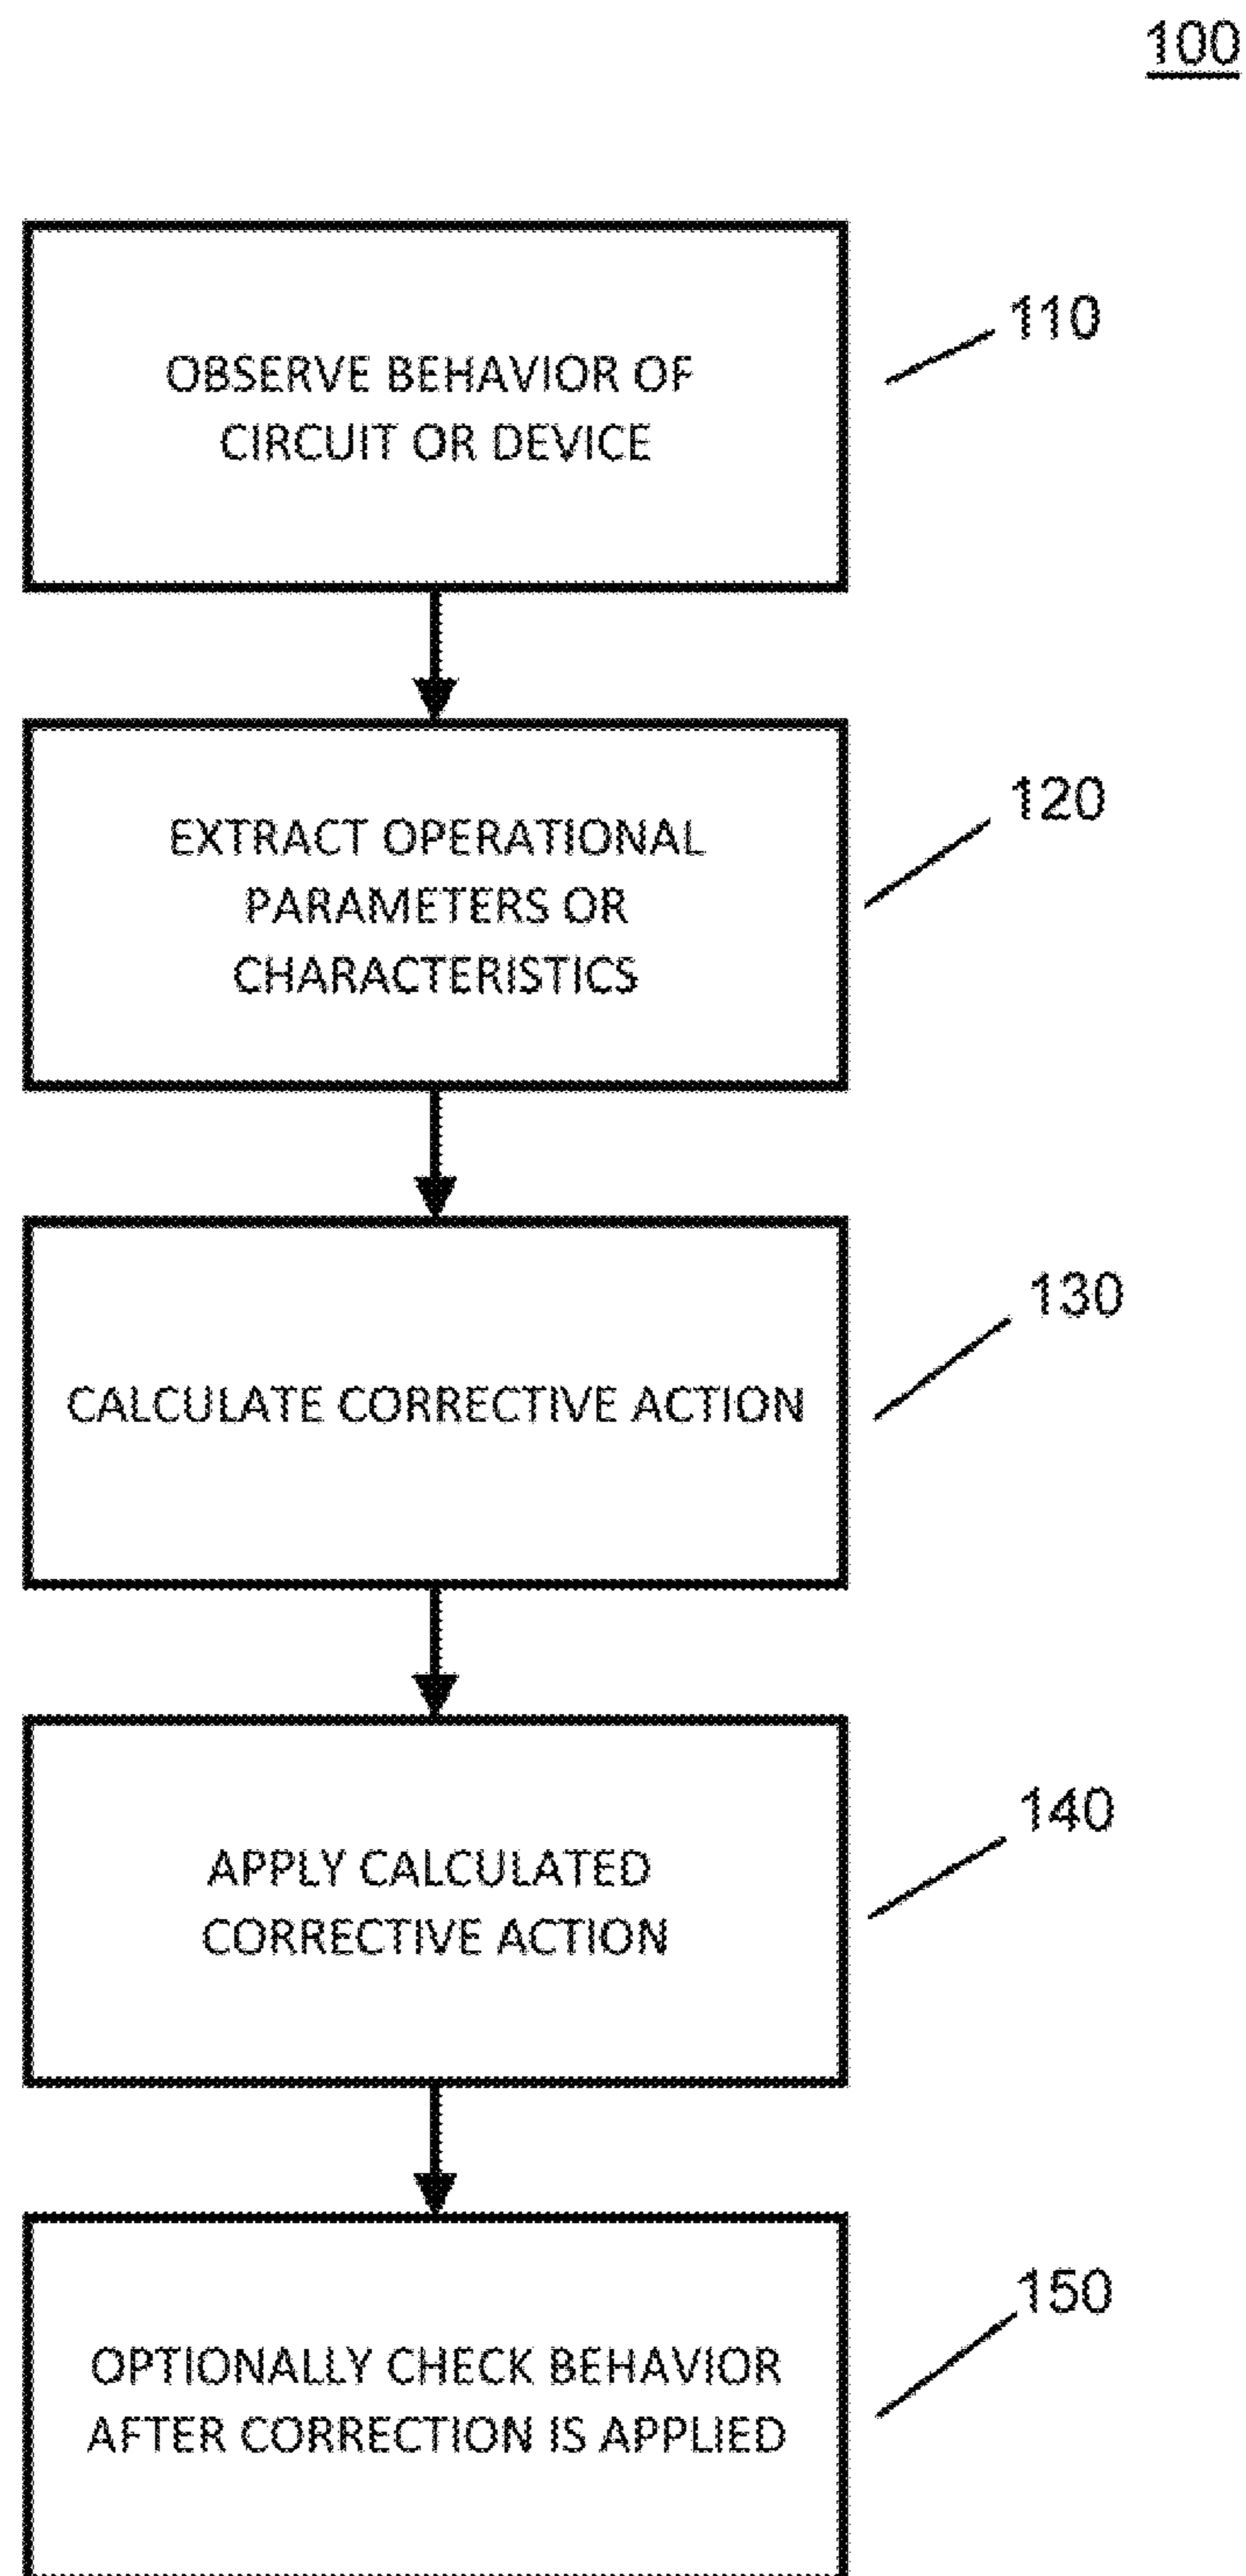 100
OBSERVE BEHAVIOR OF
CIRCUIT OR DEVICE
110
EXTRACT OPERATIONAL
PARAMETERS OR
CHARACTERISTICS
120
CALCULATE CORRECTIVE ACTION
130
APPLY CALCULATED
CORRECTIVE ACTION
140
OPTIONALLY CHECK BEHAVIOR
AFTER CORRECTION IS APPLIED
150